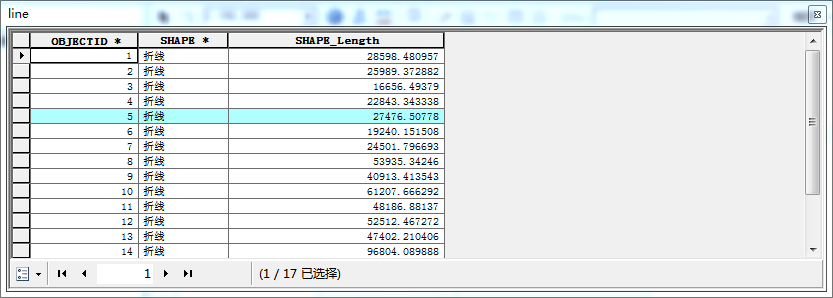 line
OBJECTID * SHAPE * SHAPE_Length
1 折线 28598.480957
2 折线 25989.372882
3 折线 16656.49379
4 折线 22843.343338
5 折线 27476.50778
6 折线 19240.151508
7 折线 24501.796693
8 折线 53935.34246
9 折线 40913.413543
10 折线 61207.666292
11 折线 48186.88137
12 折线 52512.467272
13 折线 47402.210406
14 折线 96804.089888
1 (1 / 17 已选择)